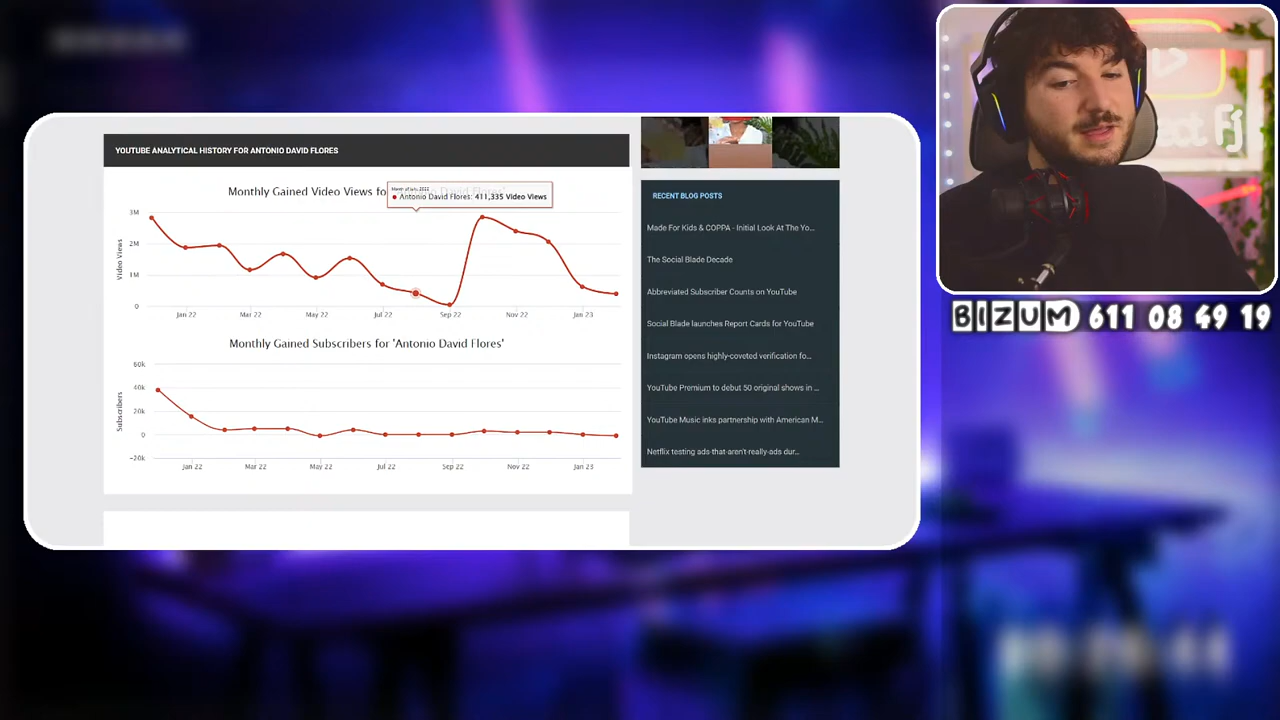 YOUTUBE ANALYTICAL HISTORY FOR ANTONIO DAVID FLORES
Monthly Gained Video Views for
Antonio David Flores: 411,335 Video Views
3M
2M
1M
0
Video Views
Jan 22
Mar 22
May 22
Jul 22
Sep 22
Nov 22
Jan 23
Monthly Gained Subscribers for 'Antonio David Flores'
60k
40k
20k
0
-20k
Subscribers
Jan 22
Mar 22
May 22
Jul 22
Sep 22
Nov 22
Jan 23
RECENT BLOG POSTS
Made For Kids & COPPA - Initial Look At The Yo...
The Social Blade Decade
Abbreviated Subscriber Counts on YouTube
Social Blade launches Report Cards for YouTube
Instagram opens highly-coveted verification fo...
YouTube Premium to debut 50 original shows in ...
YouTube Music inks partnership with American M...
Netflix testing ads-that-aren't-really-ads dur...
BIZUM 611 08 49 19